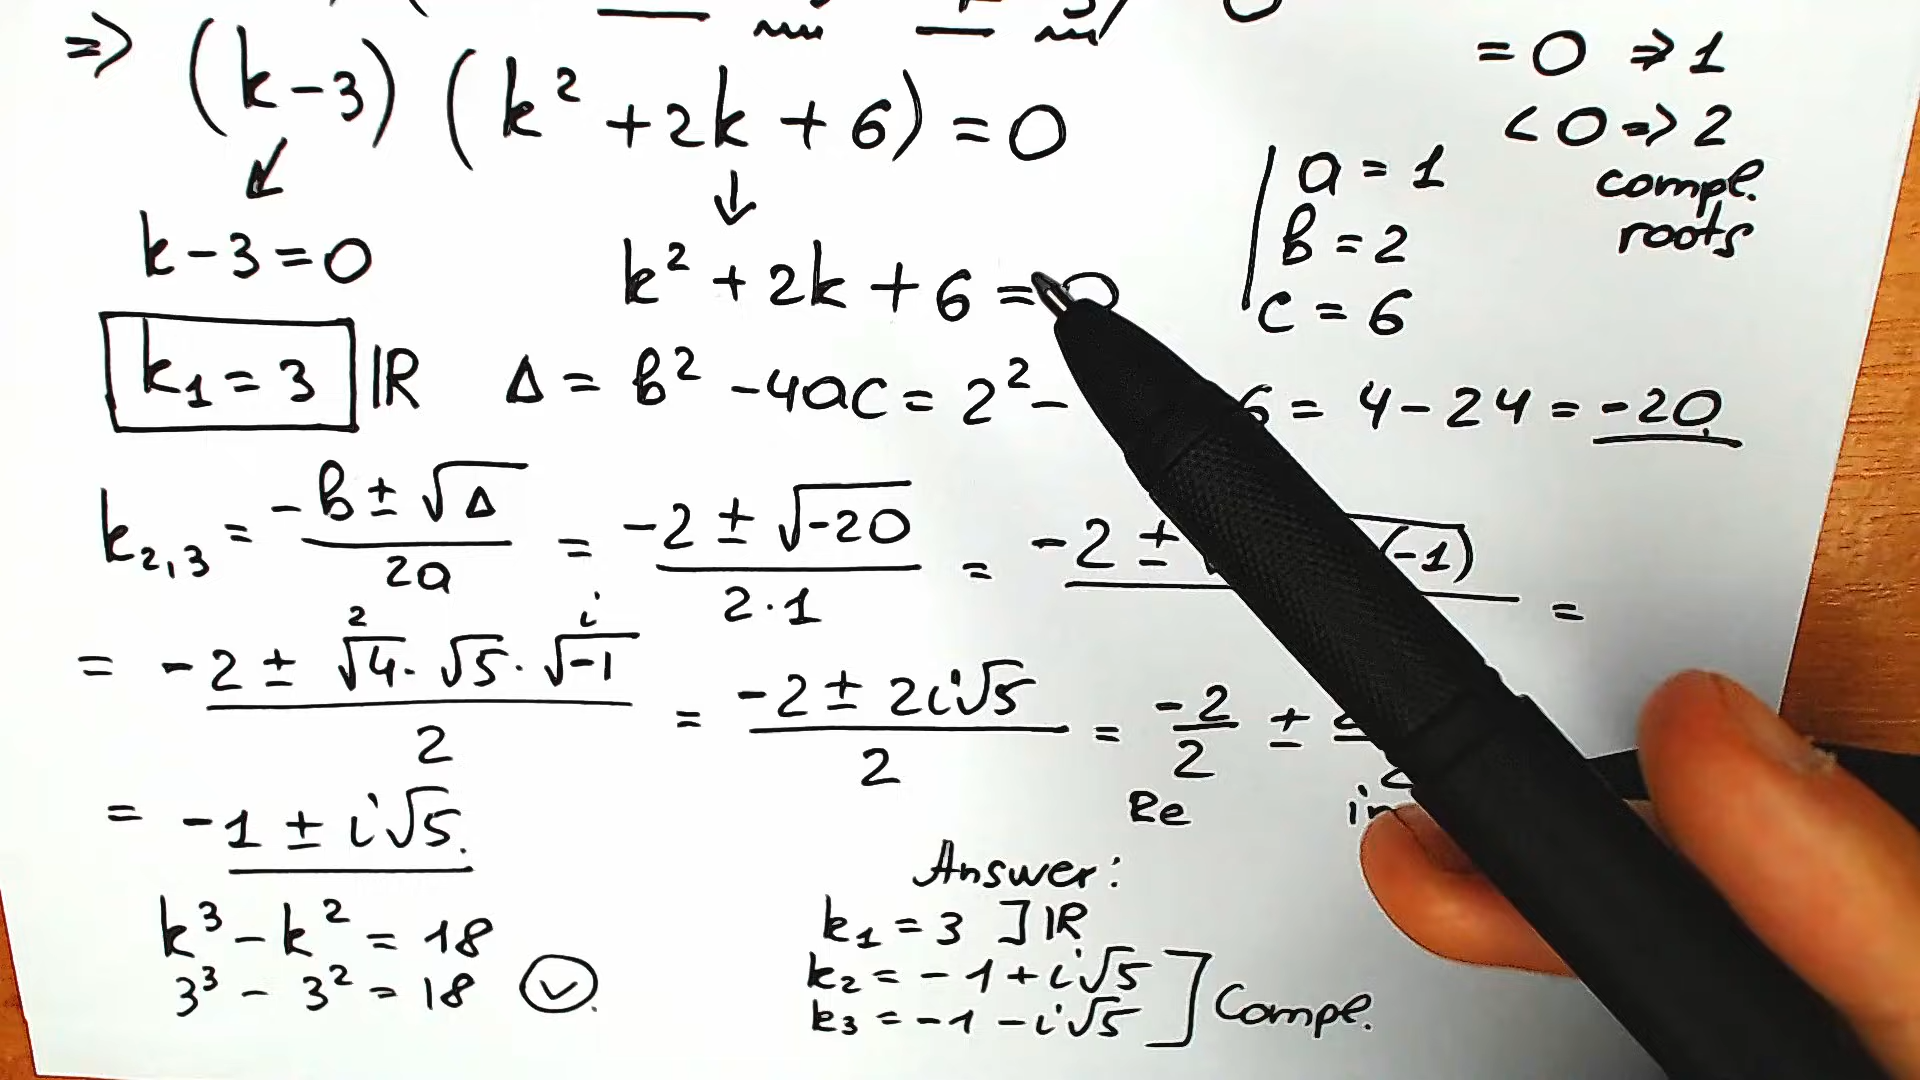 => (k-3) (k² +2k + 6) = 0
= 0 => 1
< 0 => 2
compl.
roots
k-3=0
k² + 2k + 6 = 0
a = 1
b = 2
c = 6
k₁ = 3 ℝ
Δ = b² -4ac = 2² - 6 = 4-24 = -20
k₂,₃ = (-b ± √Δ)/(2a) = (-2 ± √-20)/(2·1) = -2 ± (-1) =
= (-2 ± √4·√5·√-1)/2 = (-2 ± 2i√5)/2 = -2/2 ±
2 i
Re
= -1 ± i√5.
Answer:
k³ - k² = 18
k₁ = 3 ] ℝ
3³ - 3² = 18
k₂ = -1 + i√5
k₃ = -1 - i√5 ] Compl.